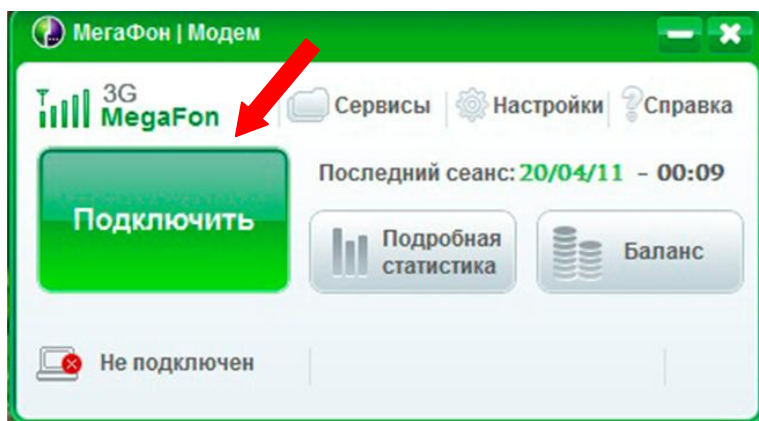 МегаФон | Модем
3G
MegaFon
Сервисы
Настройки
Справка
Подключить
Последний сеанс: 20/04/11 - 00:09
Подробная
статистика
Баланс
Не подключен